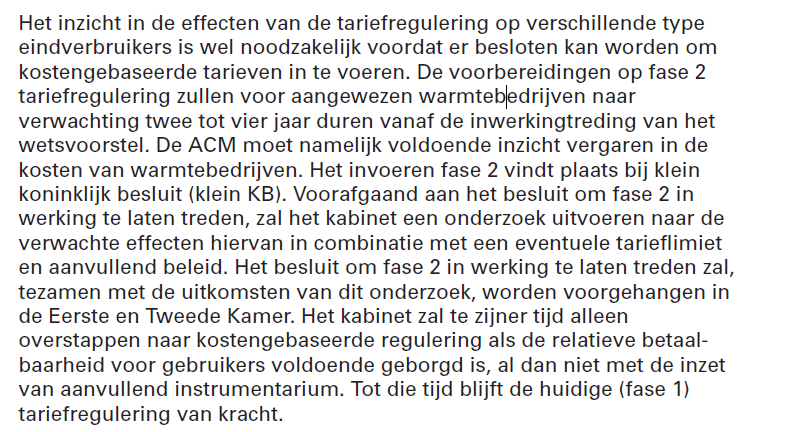 Het inzicht in de effecten van de tariefregulering op verschillende type
eindverbruikers is wel noodzakelijk voordat er besloten kan worden om
kostengebaseerde tarieven in te voeren. De voorbereidingen op fase 2
tariefregulering zullen voor aangewezen warmtebedrijven naar
verwachting twee tot vier jaar duren vanaf de inwerkingtreding van het
wetsvoorstel. De ACM moet namelijk voldoende inzicht vergaren in de
kosten van warmtebedrijven. Het invoeren fase 2 vindt plaats bij klein
koninklijk besluit (klein KB). Voorafgaand aan het besluit om fase 2 in
werking te laten treden, zal het kabinet een onderzoek uitvoeren naar de
verwachte effecten hiervan in combinatie met een eventuele tarieflimiet
en aanvullend beleid. Het besluit om fase 2 in werking te laten treden zal,
tezamen met de uitkomsten van dit onderzoek, worden voorgehangen in
de Eerste en Tweede Kamer. Het kabinet zal te zijner tijd alleen
overstappen naar kostengebaseerde regulering als de relatieve betaal-
baarheid voor gebruikers voldoende geborgd is, al dan niet met de inzet
van aanvullend instrumentarium. Tot die tijd blijft de huidige (fase 1)
tariefregulering van kracht.